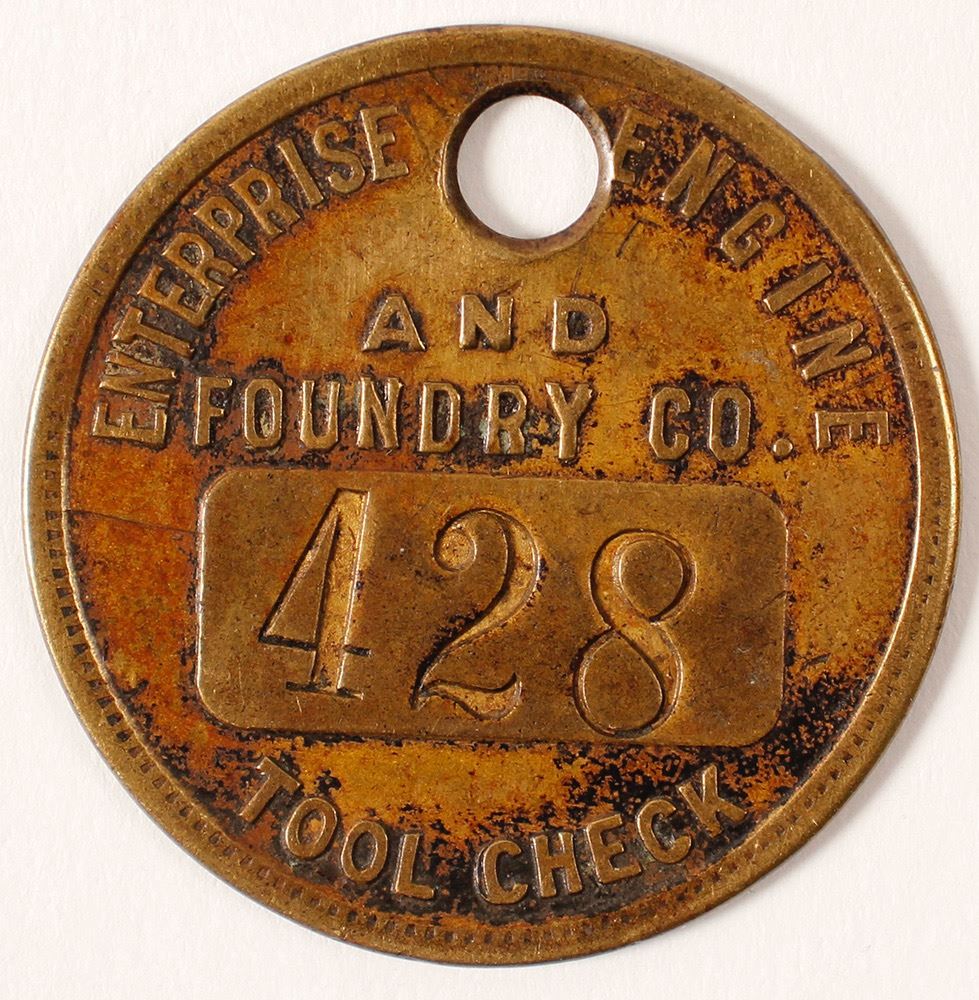 ENTERPRISE ENGINE
AND
FOUNDRY CO.
428
TOOL CHECK